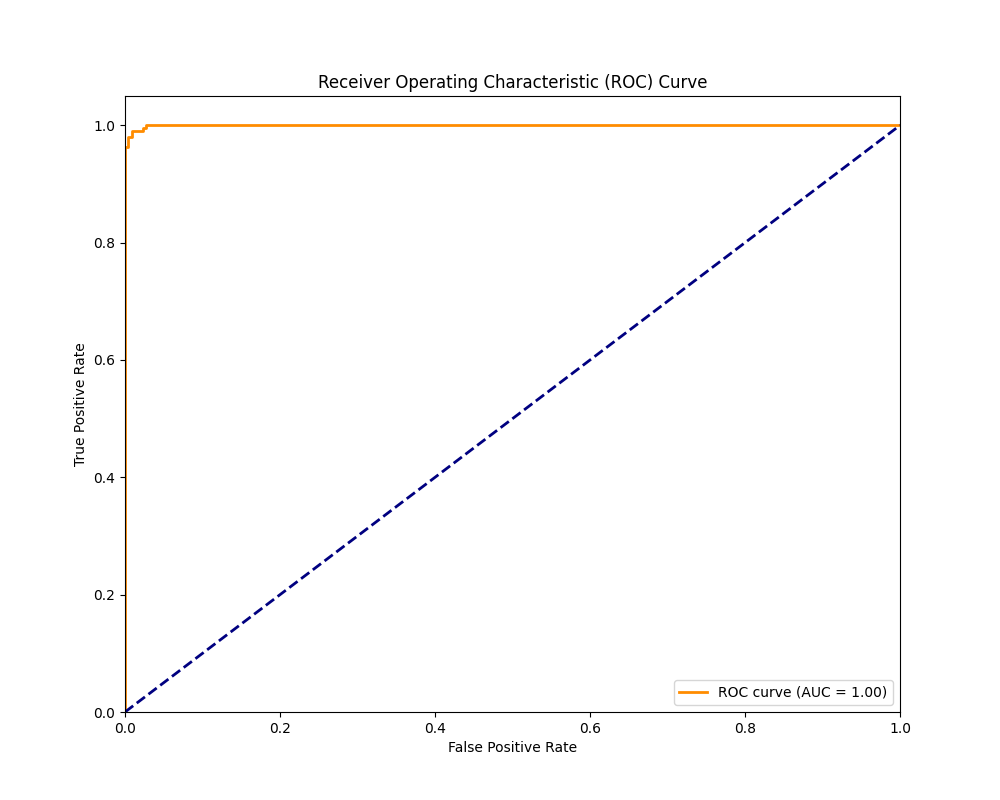 Receiver Operating Characteristic (ROC) Curve
1.0
0.8
0.6
0.4
0.2
0.0
True Positive Rate
ROC curve (AUC = 1.00)
0.0 0.2 0.4 0.6 0.8 1.0
False Positive Rate